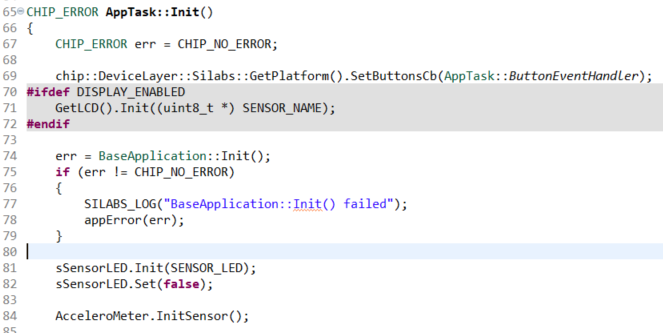 65 CHIP_ERROR AppTask::Init()
66 {
67     CHIP_ERROR err = CHIP_NO_ERROR;
68
69     chip::DeviceLayer::Silabs::GetPlatform().SetButtonsCb(AppTask::ButtonEventHandler);
70 #ifdef DISPLAY_ENABLED
71     GetLCD().Init((uint8_t *) SENSOR_NAME);
72 #endif
73
74     err = BaseApplication::Init();
75     if (err != CHIP_NO_ERROR)
76     {
77         SILABS_LOG("BaseApplication::Init() failed");
78         appError(err);
79     }
80
81     sSensorLED.Init(SENSOR_LED);
82     sSensorLED.Set(false);
83
84     AcceleroMeter.InitSensor();
85